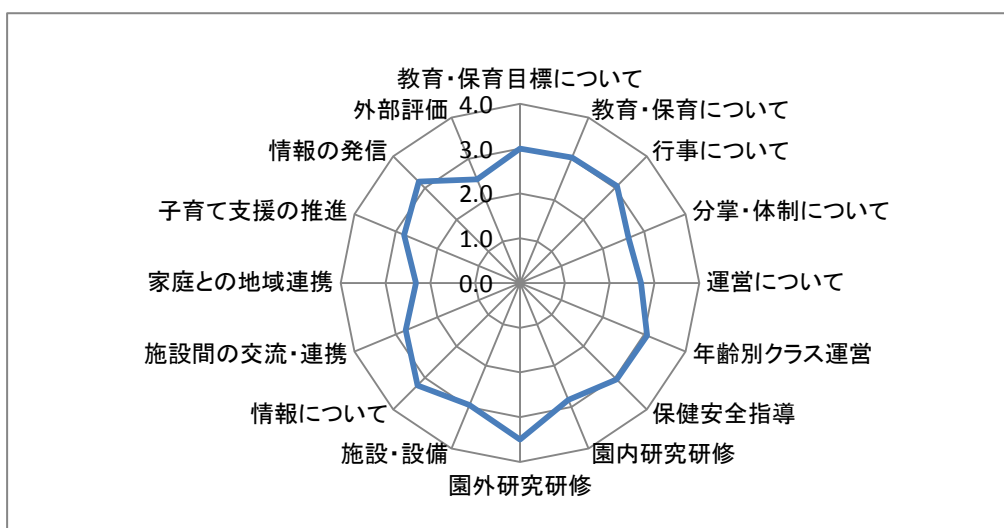 教育・保育目標について
教育・保育について
行事について
分掌・体制について
運営について
年齢別クラス運営
保健安全指導
園内研究研修
園外研究研修
施設・設備
情報について
施設間の交流・連携
家庭との地域連携
子育て支援の推進
情報の発信
外部評価
4.0
3.0
2.0
1.0
0.0